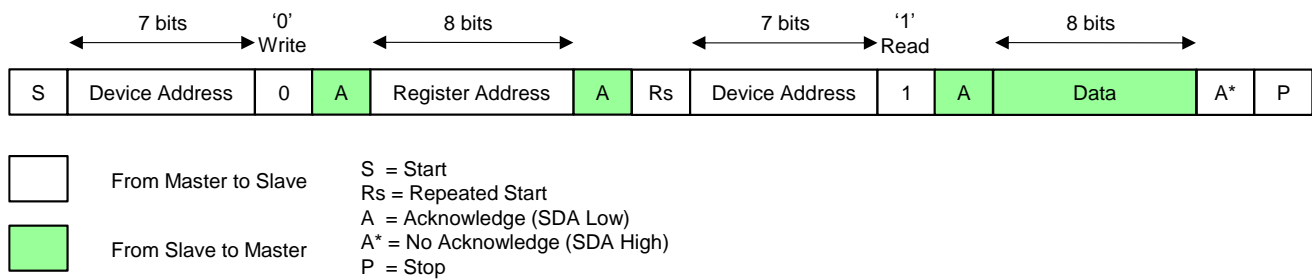 7 bits ‘0’ 8 bits 7 bits ‘1’ 8 bits
Write Read
S Device Address 0 A Register Address A Rs Device Address 1 A Data A* P
From Master to Slave
From Slave to Master
S = Start
Rs = Repeated Start
A = Acknowledge (SDA Low)
A* = No Acknowledge (SDA High)
P = Stop